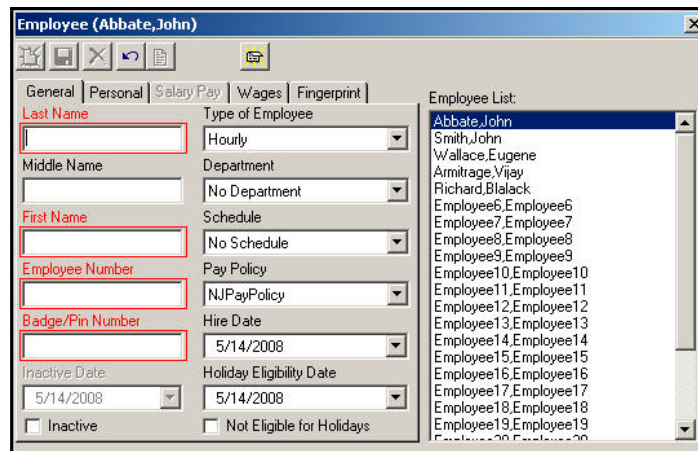 Employee (Abbate,John)
General Personal Salary Pay Wages Fingerprint
Last Name
Middle Name
First Name
Employee Number
Badge/Pin Number
Inactive Date
5/14/2008
Inactive
Type of Employee
Hourly
Department
No Department
Schedule
No Schedule
Pay Policy
NJPayPolicy
Hire Date
5/14/2008
Holiday Eligibility Date
5/14/2008
Not Eligible for Holidays
Employee List:
Abbate,John
Smith,John
Wallace,Eugene
Armitrage,Vijay
Richard,Blalack
Employee6,Employee6
Employee7,Employee7
Employee8,Employee8
Employee9,Employee9
Employee10,Employee10
Employee11,Employee11
Employee12,Employee12
Employee13,Employee13
Employee14,Employee14
Employee15,Employee15
Employee16,Employee16
Employee17,Employee17
Employee18,Employee18
Employee19,Employee19